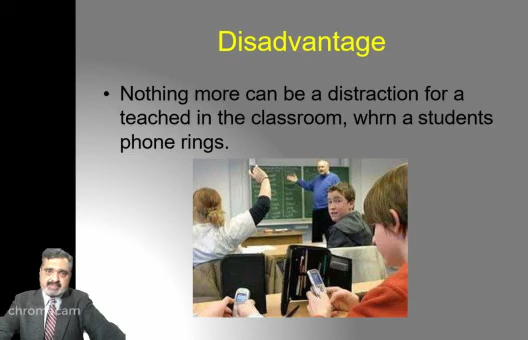 Disadvantage
• Nothing more can be a distraction for a
teached in the classroom, whrn a students
phone rings.
chromacam